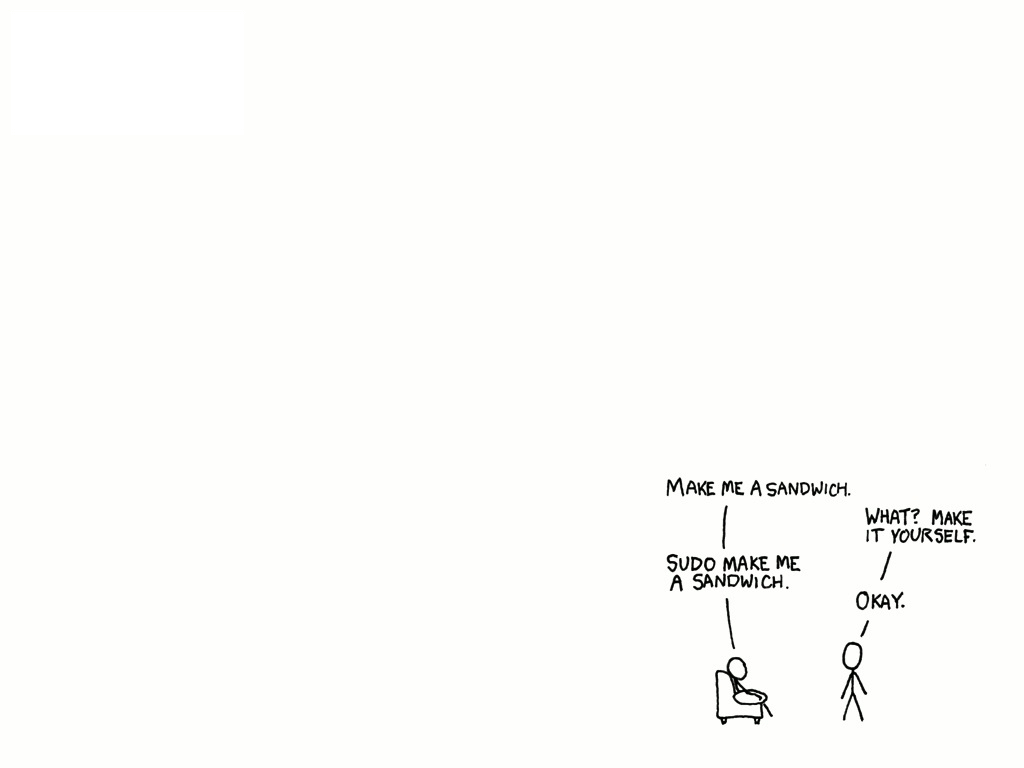 MAKE ME A SANDWICH.
WHAT? MAKE
IT YOURSELF.
SUDO MAKE ME
A SANDWICH.
OKAY.